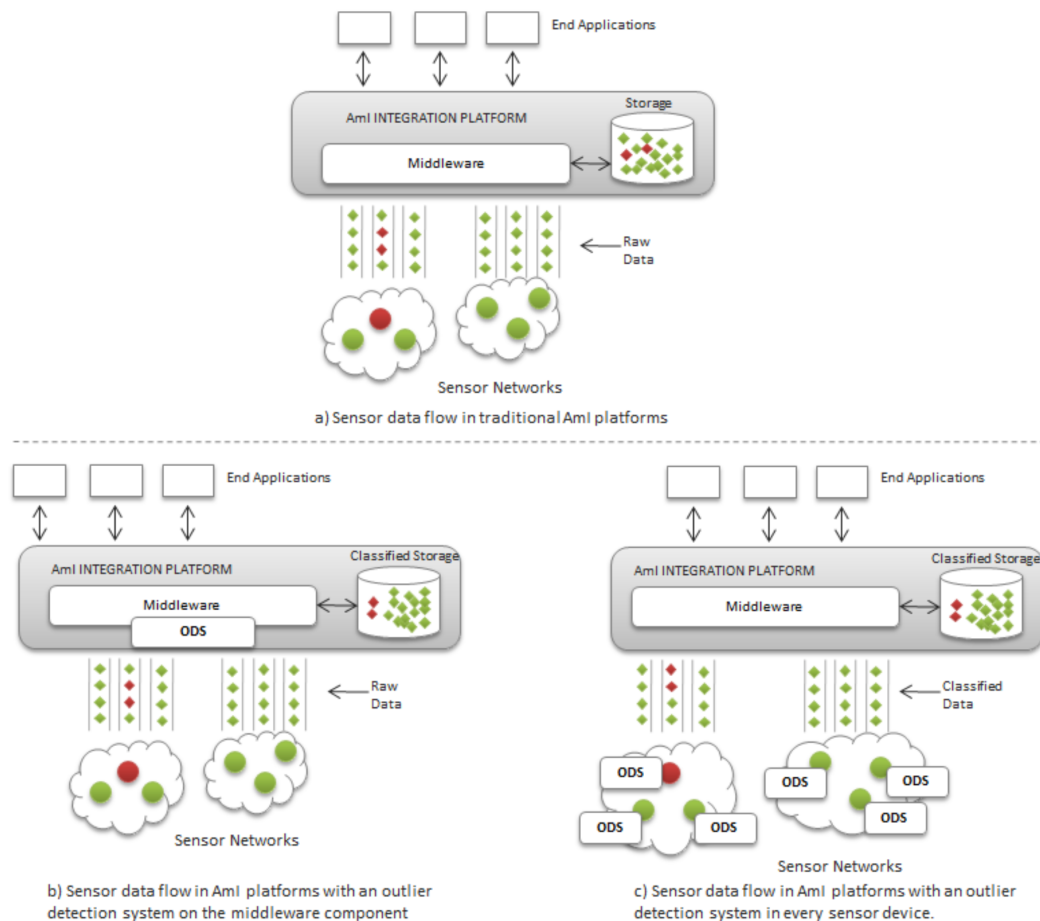 End Applications
Storage
AmI INTEGRATION PLATFORM
Middleware
Raw
Data
Sensor Networks
a) Sensor data flow in traditional AmI platforms
End Applications
Classified Storage
AmI INTEGRATION PLATFORM
Middleware
ODS
Raw
Data
Sensor Networks
b) Sensor data flow in AmI platforms with an outlier
detection system on the middleware component
End Applications
Classified Storage
AmI INTEGRATION PLATFORM
Middleware
Classified
Data
ODS
ODS
ODS
ODS
ODS
ODS
Sensor Networks
c) Sensor data flow in AmI platforms with an outlier
detection system in every sensor device.